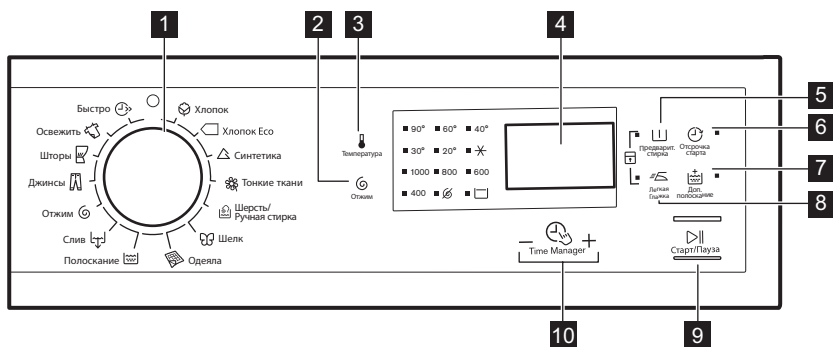 1
2
3
4
5
6
7
8
9
10
Быстро
Освежить
Шторы
Джинсы
Отжим
Слив
Полоскание
Хлопок
Хлопок Eco
Синтетика
Тонкие ткани
Шерсть/
Ручная стирка
Шелк
Одеяла
Температура
Отжим
90° 60° 40°
30° 20°
1000 800 600
400
Предварит.
стирка
Отсрочка
старта
Легкая
Глажка
Доп.
полоскание
− +
Time Manager
Старт/Пауза